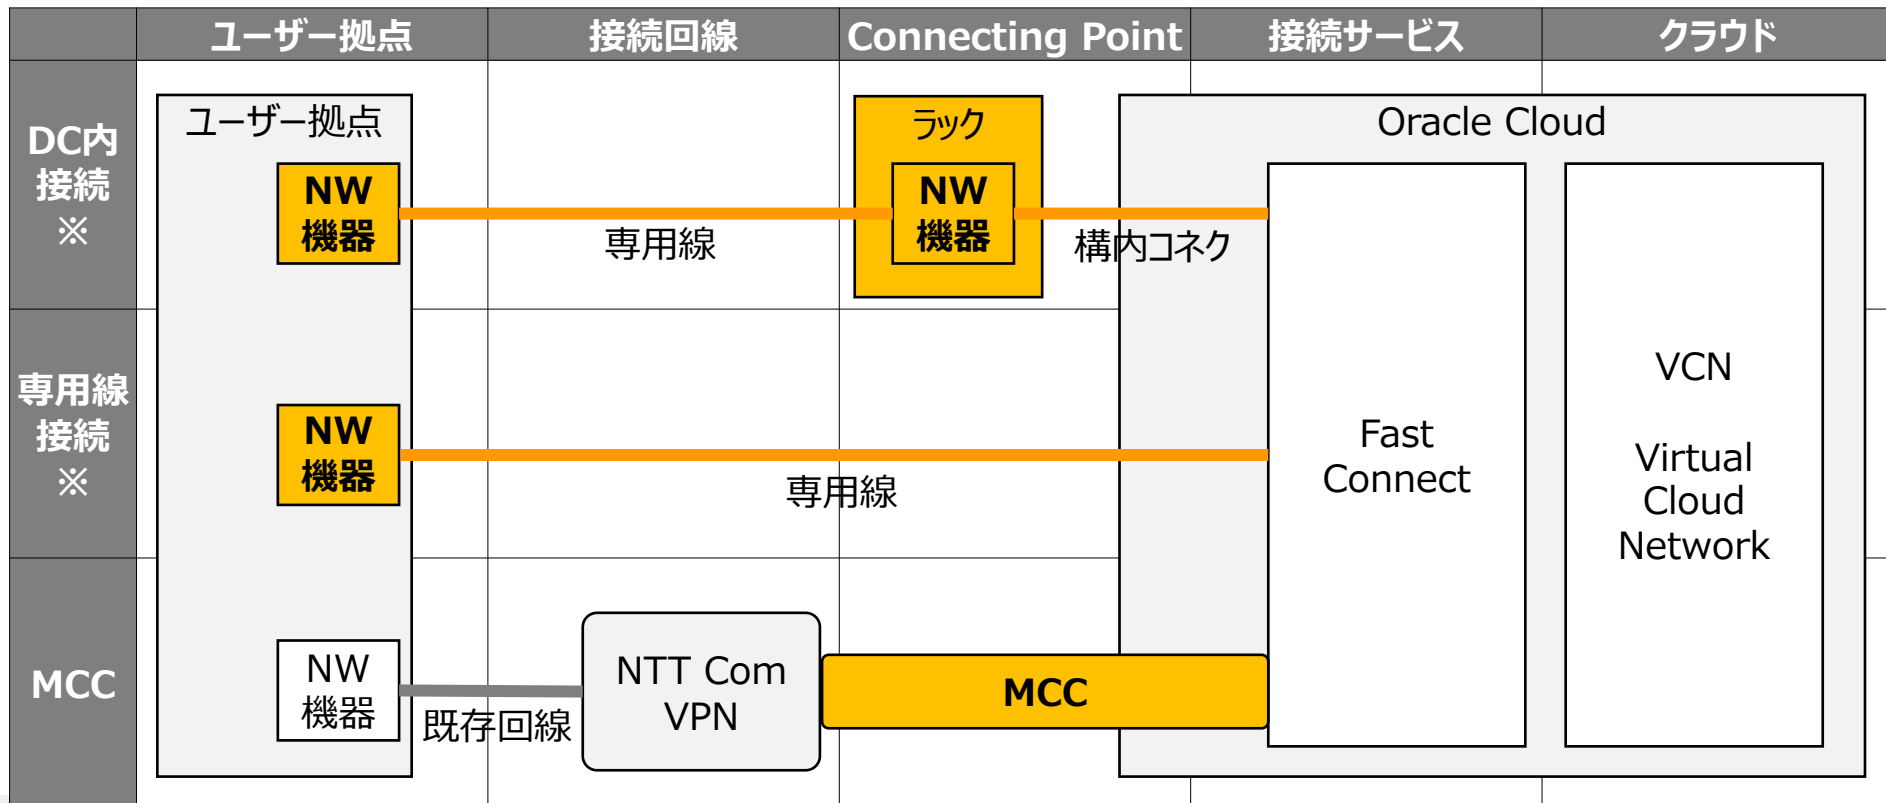 ユーザー拠点
接続回線
Connecting Point
接続サービス
クラウド
DC内
接続
※
ユーザー拠点
NW
機器
専用線
ラック
NW
機器
構内コネク
Oracle Cloud
専用線
接続
※
NW
機器
専用線
Fast
Connect
VCN
Virtual
Cloud
Network
MCC
NW
機器
既存回線
NTT Com
VPN
MCC